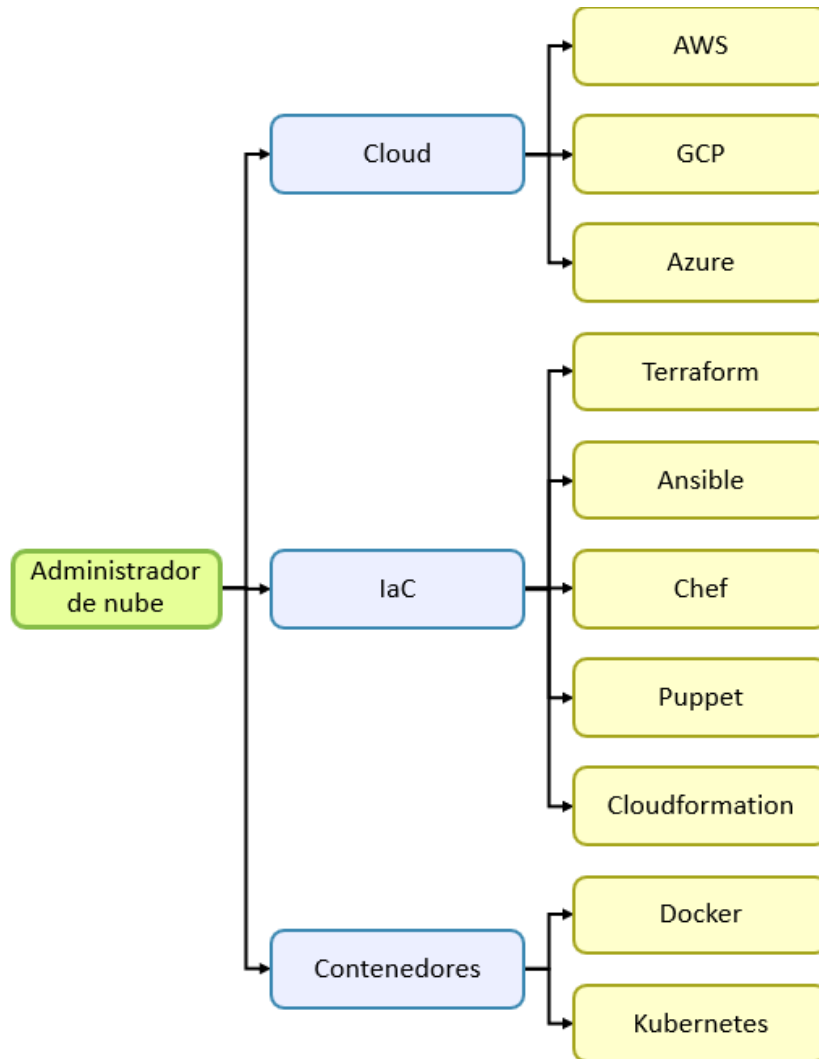 AWS
Cloud
GCP
Azure
Terraform
Ansible
Administrador
de nube
IaC
Chef
Puppet
Cloudformation
Docker
Contenedores
Kubernetes